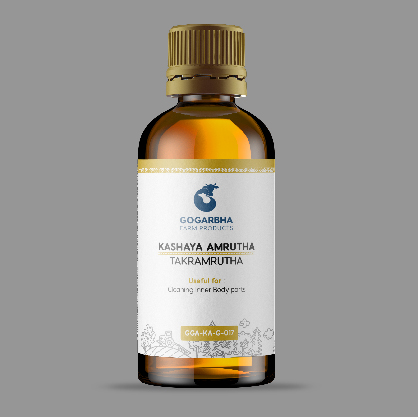 GOGARBHA
FARM PRODUCTS
KASHAYA AMRUTHA
TAKRAMRUTHA
Useful for :
Cleaning Inner Body parts
GGA-KA-G-017